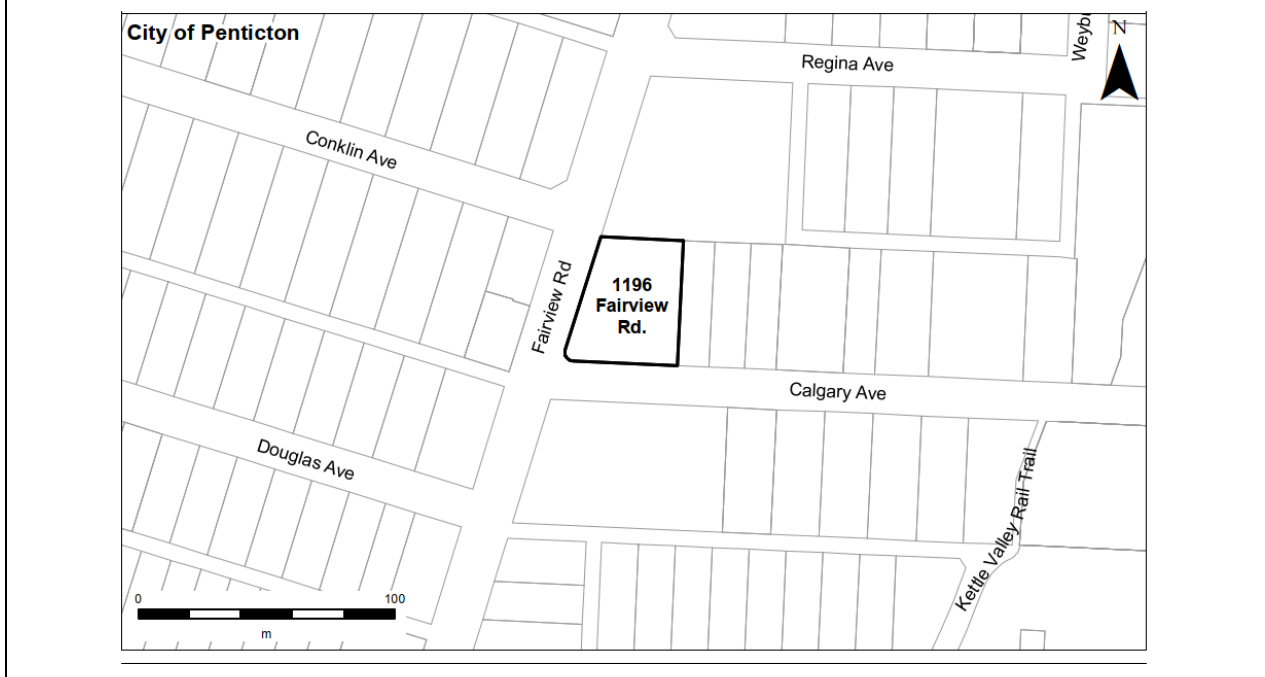 City of Penticton
Weybu
N
Regina Ave
Conklin Ave
Fairview Rd
1196
Fairview
Rd.
Calgary Ave
Douglas Ave
Kettle Valley Rail Trail
0 100
m